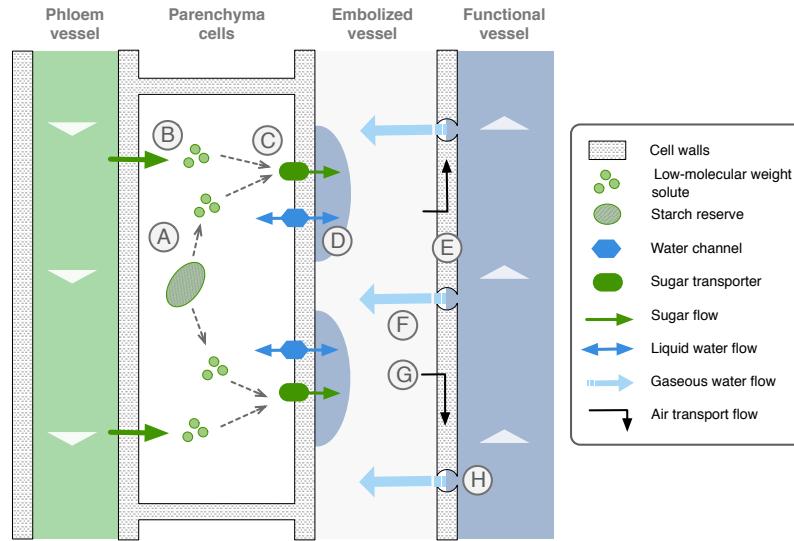 Phloem
vessel
Parenchyma
cells
Embolized
vessel
Functional
vessel
B
C
A
D
E
F
G
H
Cell walls
Low-molecular weight
solute
Starch reserve
Water channel
Sugar transporter
Sugar flow
Liquid water flow
Gaseous water flow
Air transport flow